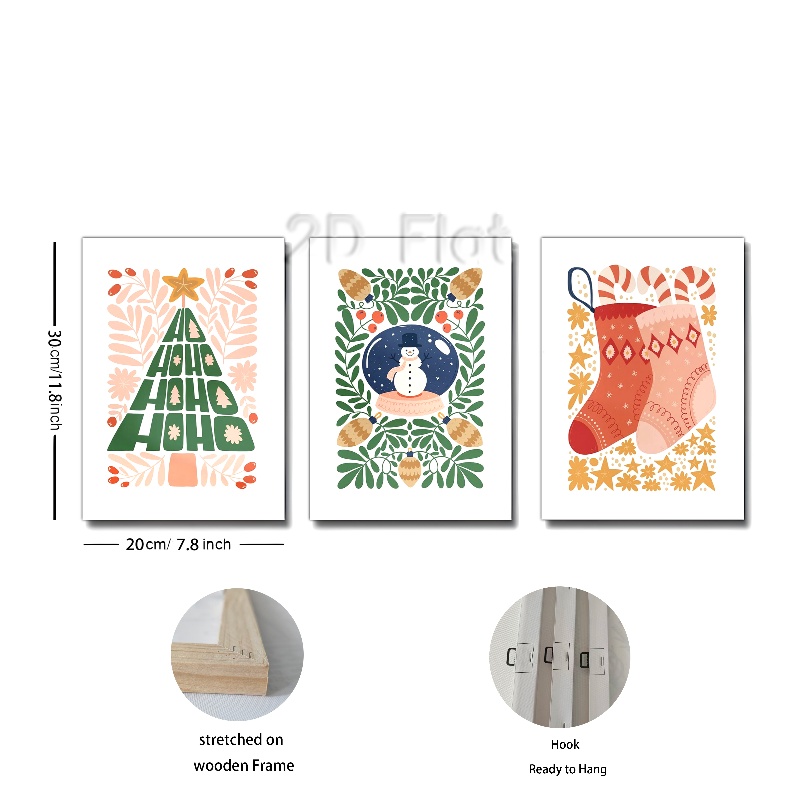 2D Flat
HO
HOHO
HOHO
HOHO
30cm/11.8inch
20cm/ 7.8 inch
stretched on
wooden Frame
Hook
Ready to Hang